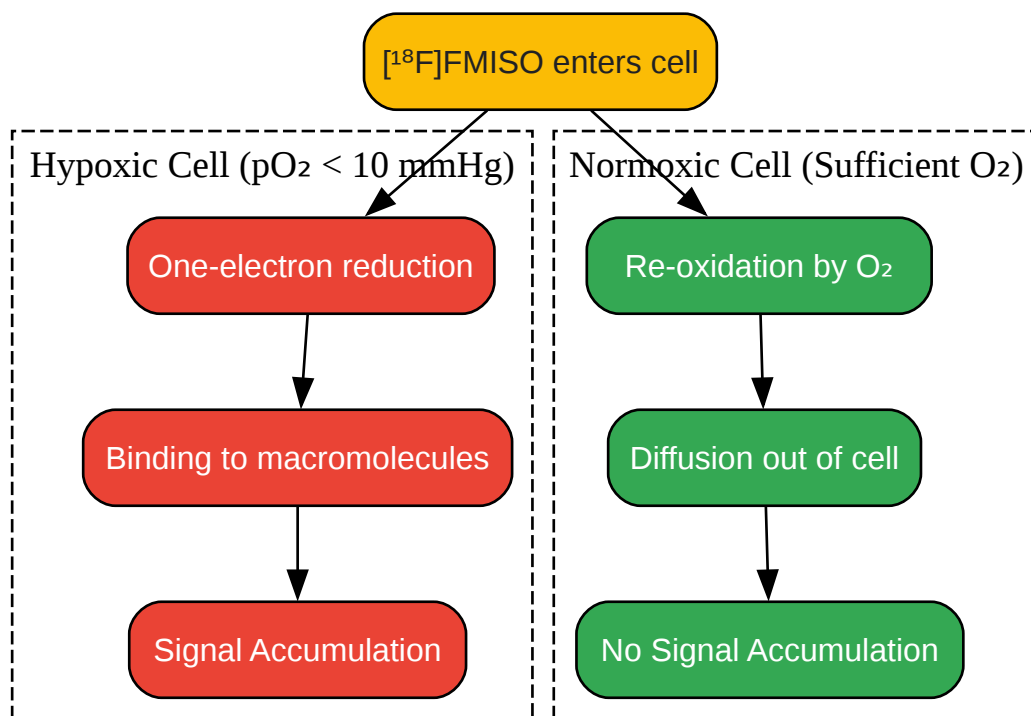 [¹⁸F]FMISO enters cell
Hypoxic Cell (pO₂ < 10 mmHg)
Normoxic Cell (Sufficient O₂)
One-electron reduction
Re-oxidation by O₂
Binding to macromolecules
Diffusion out of cell
Signal Accumulation
No Signal Accumulation